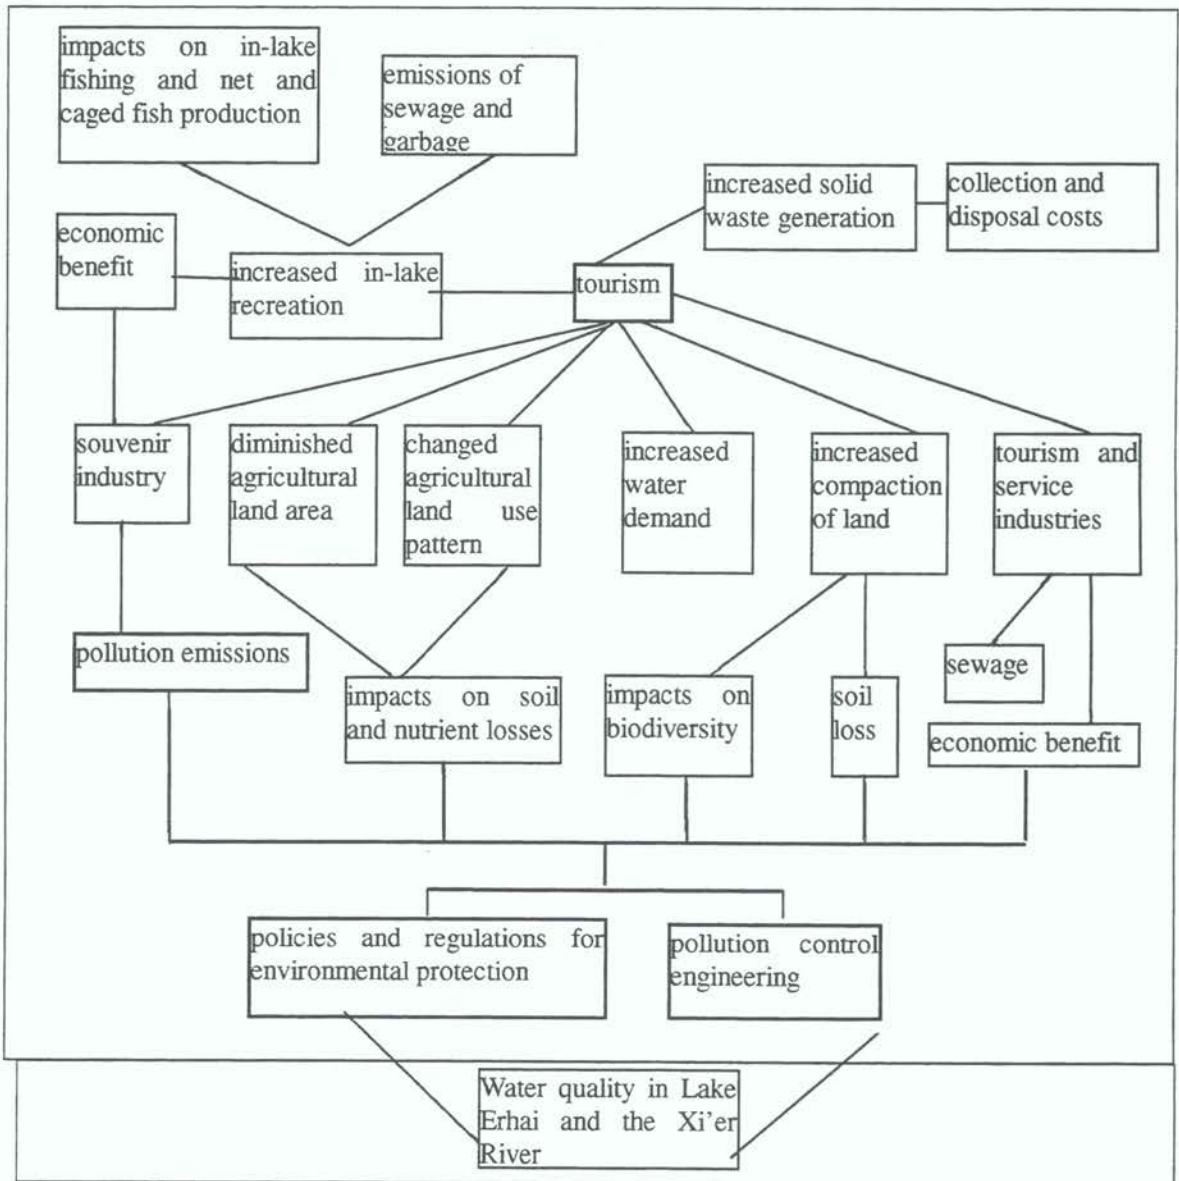 impacts on in-lake
fishing and net and
caged fish production
emissions of
sewage and
garbage
increased solid
waste generation
collection and
disposal costs
economic
benefit
increased in-lake
recreation
tourism
souvenir
industry
diminished
agricultural
land area
changed
agricultural
land use
pattern
increased
water
demand
increased
compaction
of land
tourism and
service
industries
pollution emissions
impacts on soil
and nutrient losses
impacts on
biodiversity
soil
loss
sewage
economic benefit
policies and regulations for
environmental protection
pollution control
engineering
Water quality in Lake
Erhai and the Xi'er
River